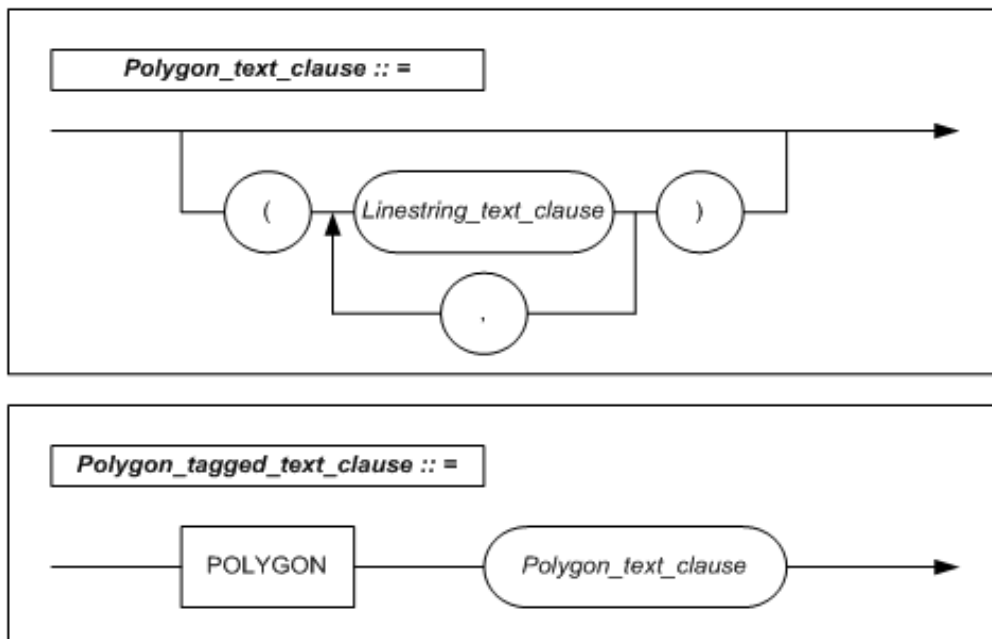 Polygon_text_clause :: =
( Linestring_text_clause )
,
Polygon_tagged_text_clause :: =
POLYGON Polygon_text_clause